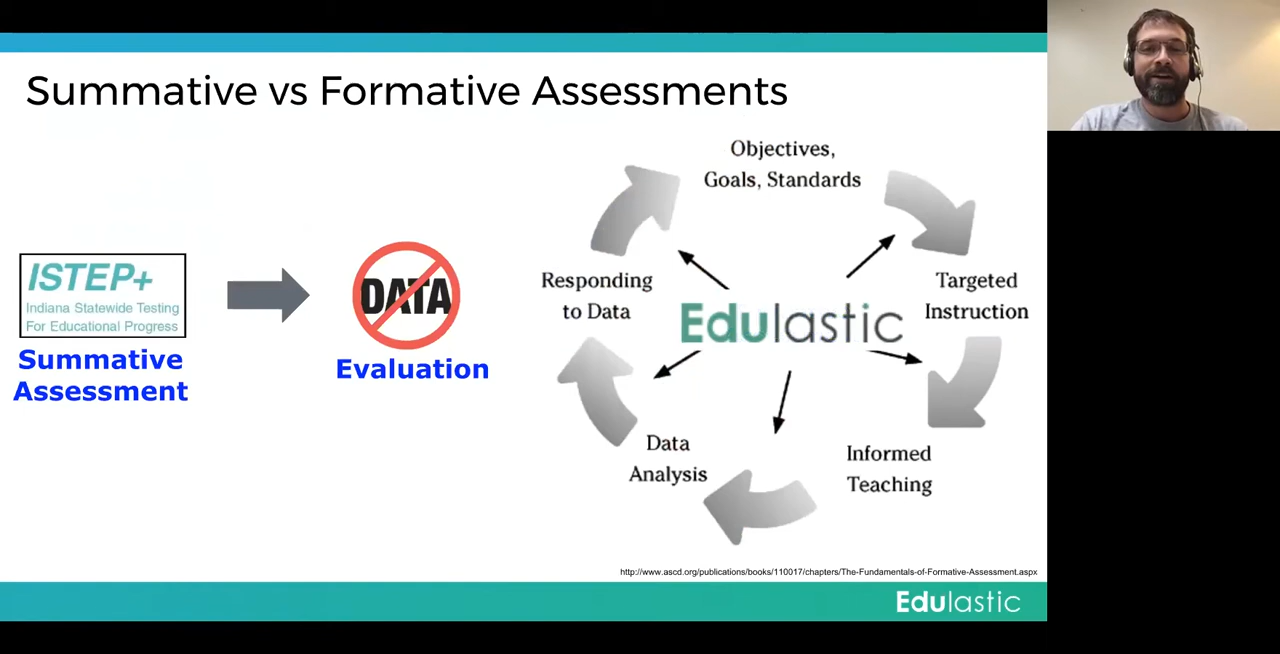 Summative vs Formative Assessments
ISTEP+
Indiana Statewide Testing
For Educational Progress
Summative
Assessment
DATA
Evaluation
Objectives,
Goals, Standards
Targeted
Instruction
Informed
Teaching
Data
Analysis
Responding
to Data
Edulastic
http://www.ascd.org/publications/books/110017/chapters/The-Fundamentals-of-Formative-Assessment.aspx
Edulastic